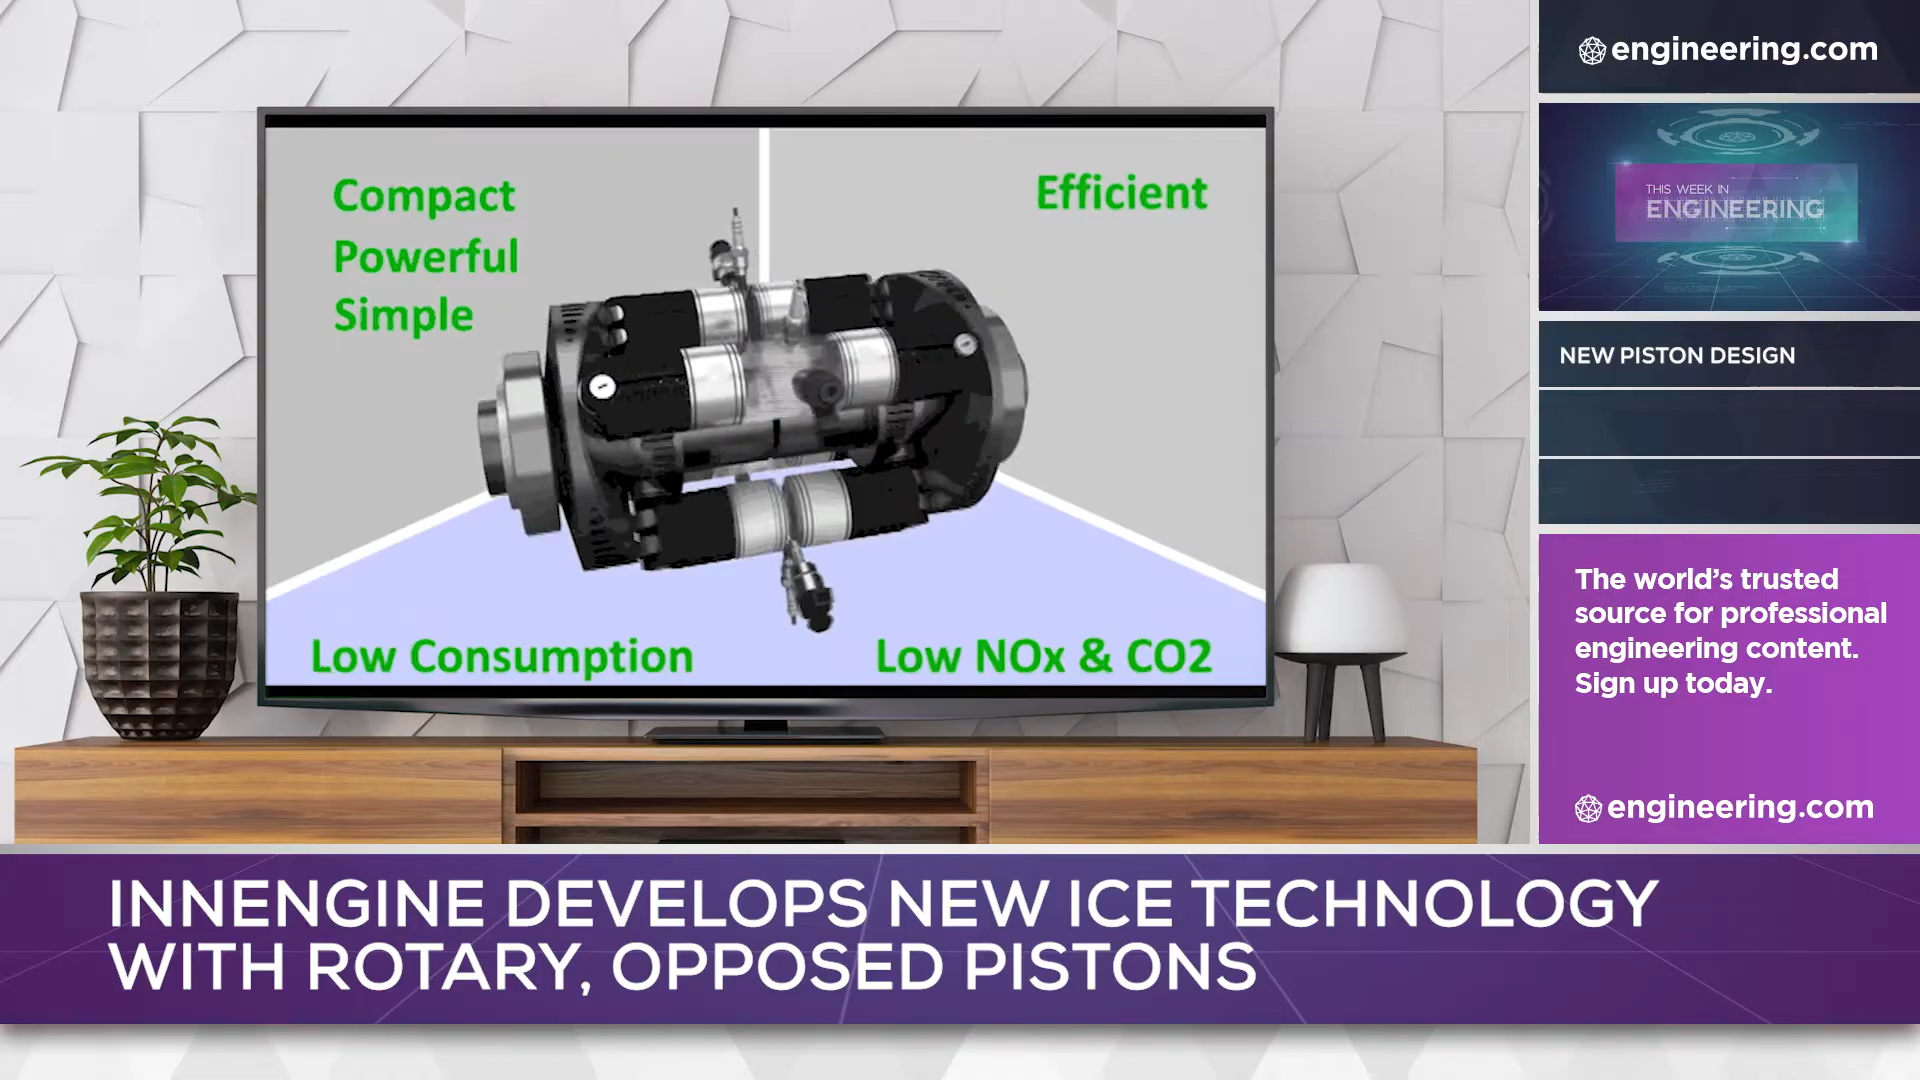 engineering.com
THIS WEEK IN
ENGINEERING
NEW PISTON DESIGN
Compact
Powerful
Simple
Efficient
Low Consumption
Low NOx & CO2
The world’s trusted
source for professional
engineering content.
Sign up today.
engineering.com
INNENGINE DEVELOPS NEW ICE TECHNOLOGY
WITH ROTARY, OPPOSED PISTONS